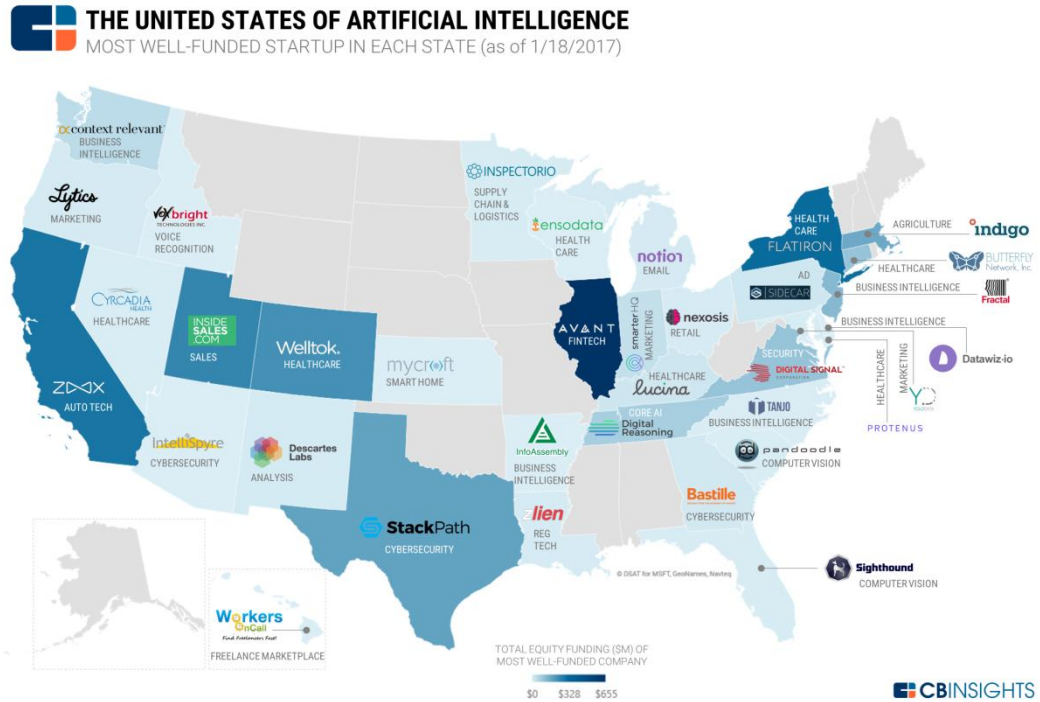 THE UNITED STATES OF ARTIFICIAL INTELLIGENCE
MOST WELL-FUNDED STARTUP IN EACH STATE (as of 1/18/2017)
context relevant
BUSINESS
INTELLIGENCE
Lytics
MARKETING
VoXbright
TECHNOLOGIES INC.
VOICE
RECOGNITION
INSPECTORIO
SUPPLY
CHAIN &
LOGISTICS
ensodata
HEALTH
CARE
notion
EMAIL
HEALTH
CARE
FLATIRON
AGRICULTURE
indigo
HEALTHCARE
BUTTERFLY
Network, Inc.
BUSINESS INTELLIGENCE
Fractal
AD
SIDECAR
CYRCADIA
HEALTH
HEALTHCARE
INSIDE
SALES
.COM
SALES
Welltok.
HEALTHCARE
mycroft
SMART HOME
AVANT
FINTECH
smarterHQ
MARKETING
nexosis
RETAIL
HEALTHCARE
lucina
SECURITY
DIGITAL SIGNAL
CORPORATION
BUSINESS INTELLIGENCE
Datawiz·io
MARKETING
HEALTHCARE
PROTENUS
ZOOX
AUTO TECH
IntelliSpyre
CYBERSECURITY
Descartes
Labs
ANALYSIS
InfoAssembly
BUSINESS
INTELLIGENCE
CORE AI
Digital
Reasoning
TANJO
BUSINESS INTELLIGENCE
pandoodle
COMPUTER VISION
Bastille
CYBERSECURITY
StackPath
CYBERSECURITY
zlien
REG
TECH
Sighthound
COMPUTER VISION
© DSAT for MSFT, GeoNames, Navteq
Workers
OnCall
Find Freelancers Fast!
FREELANCE MARKETPLACE
TOTAL EQUITY FUNDING ($M) OF
MOST WELL-FUNDED COMPANY
$0 $328 $655
CBINSIGHTS